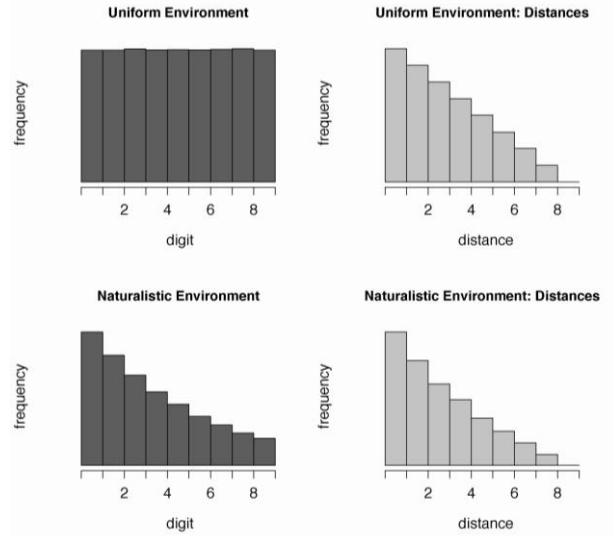 Uniform Environment
frequency
2 4 6 8
digit
Uniform Environment: Distances
frequency
2 4 6 8
distance
Naturalistic Environment
frequency
2 4 6 8
digit
Naturalistic Environment: Distances
frequency
2 4 6 8
distance